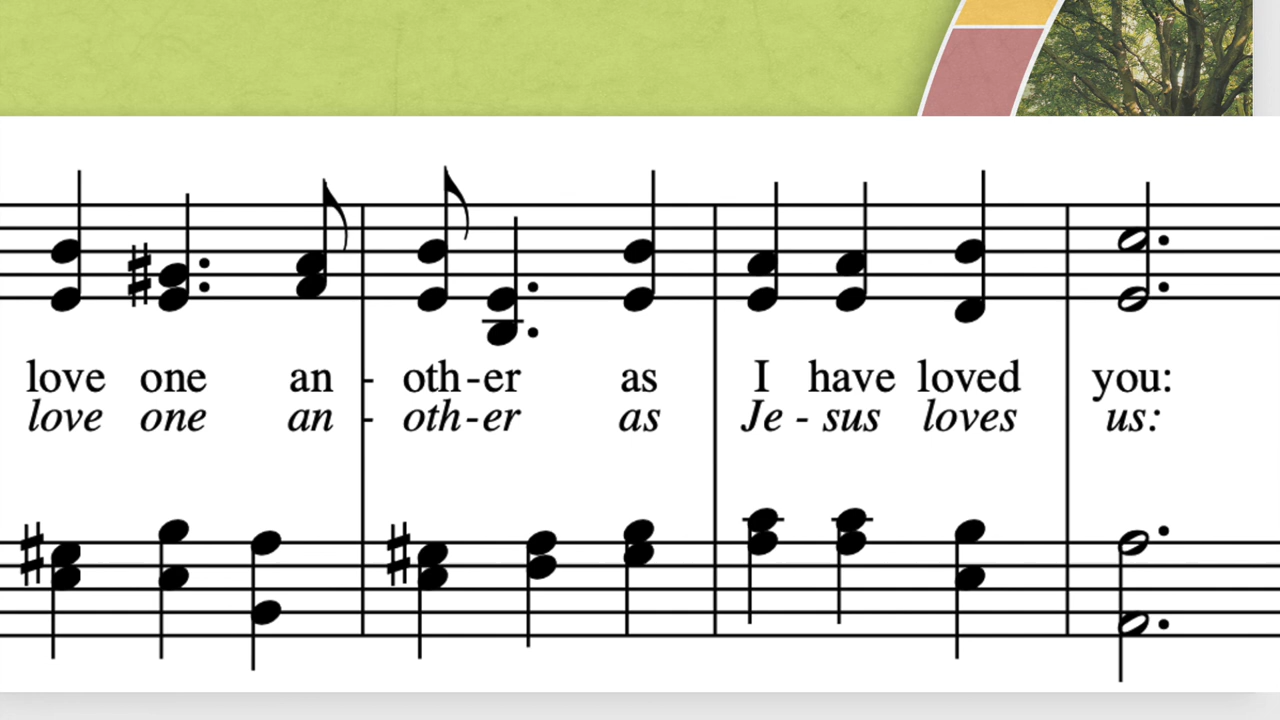 love one an - oth-er as I have loved you:
love one an - oth-er as Je - sus loves us: